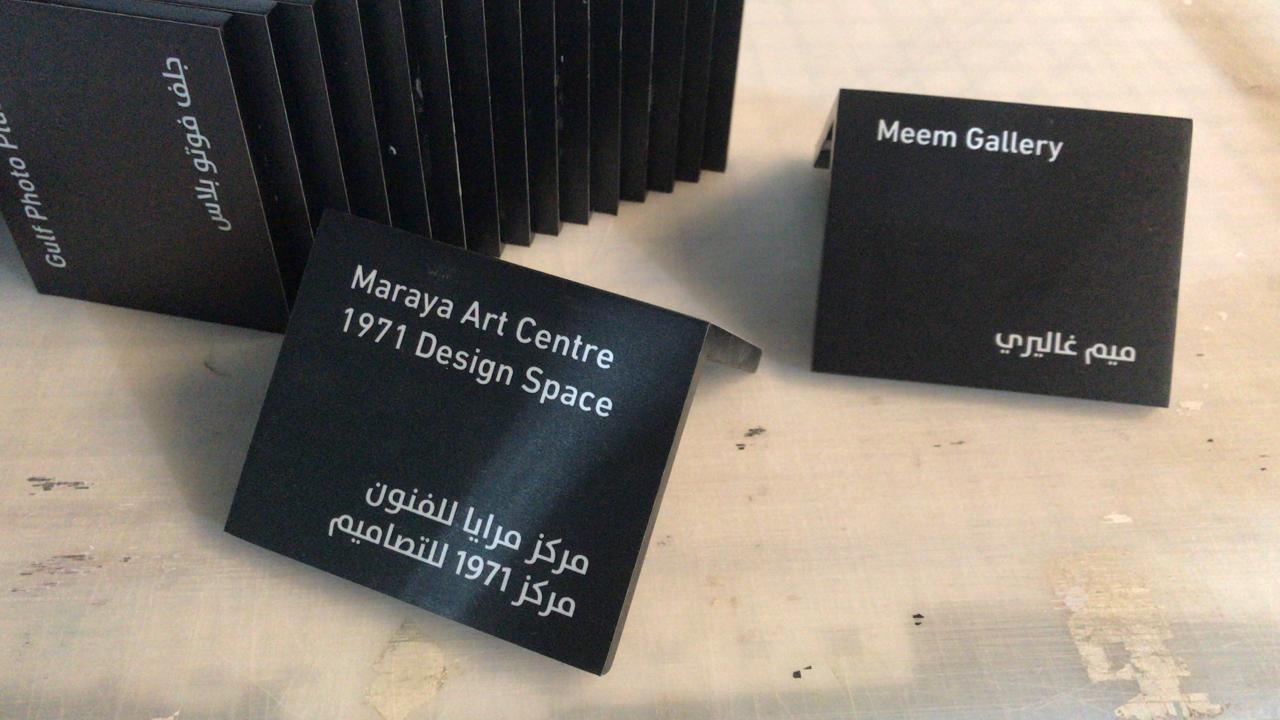 Gulf Photo
جلف فوتو بلاس
Maraya Art Centre
1971 Design Space
مركز مرايا للفنون
مركز 1971 للتصاميم
Meem Gallery
ميم غاليري